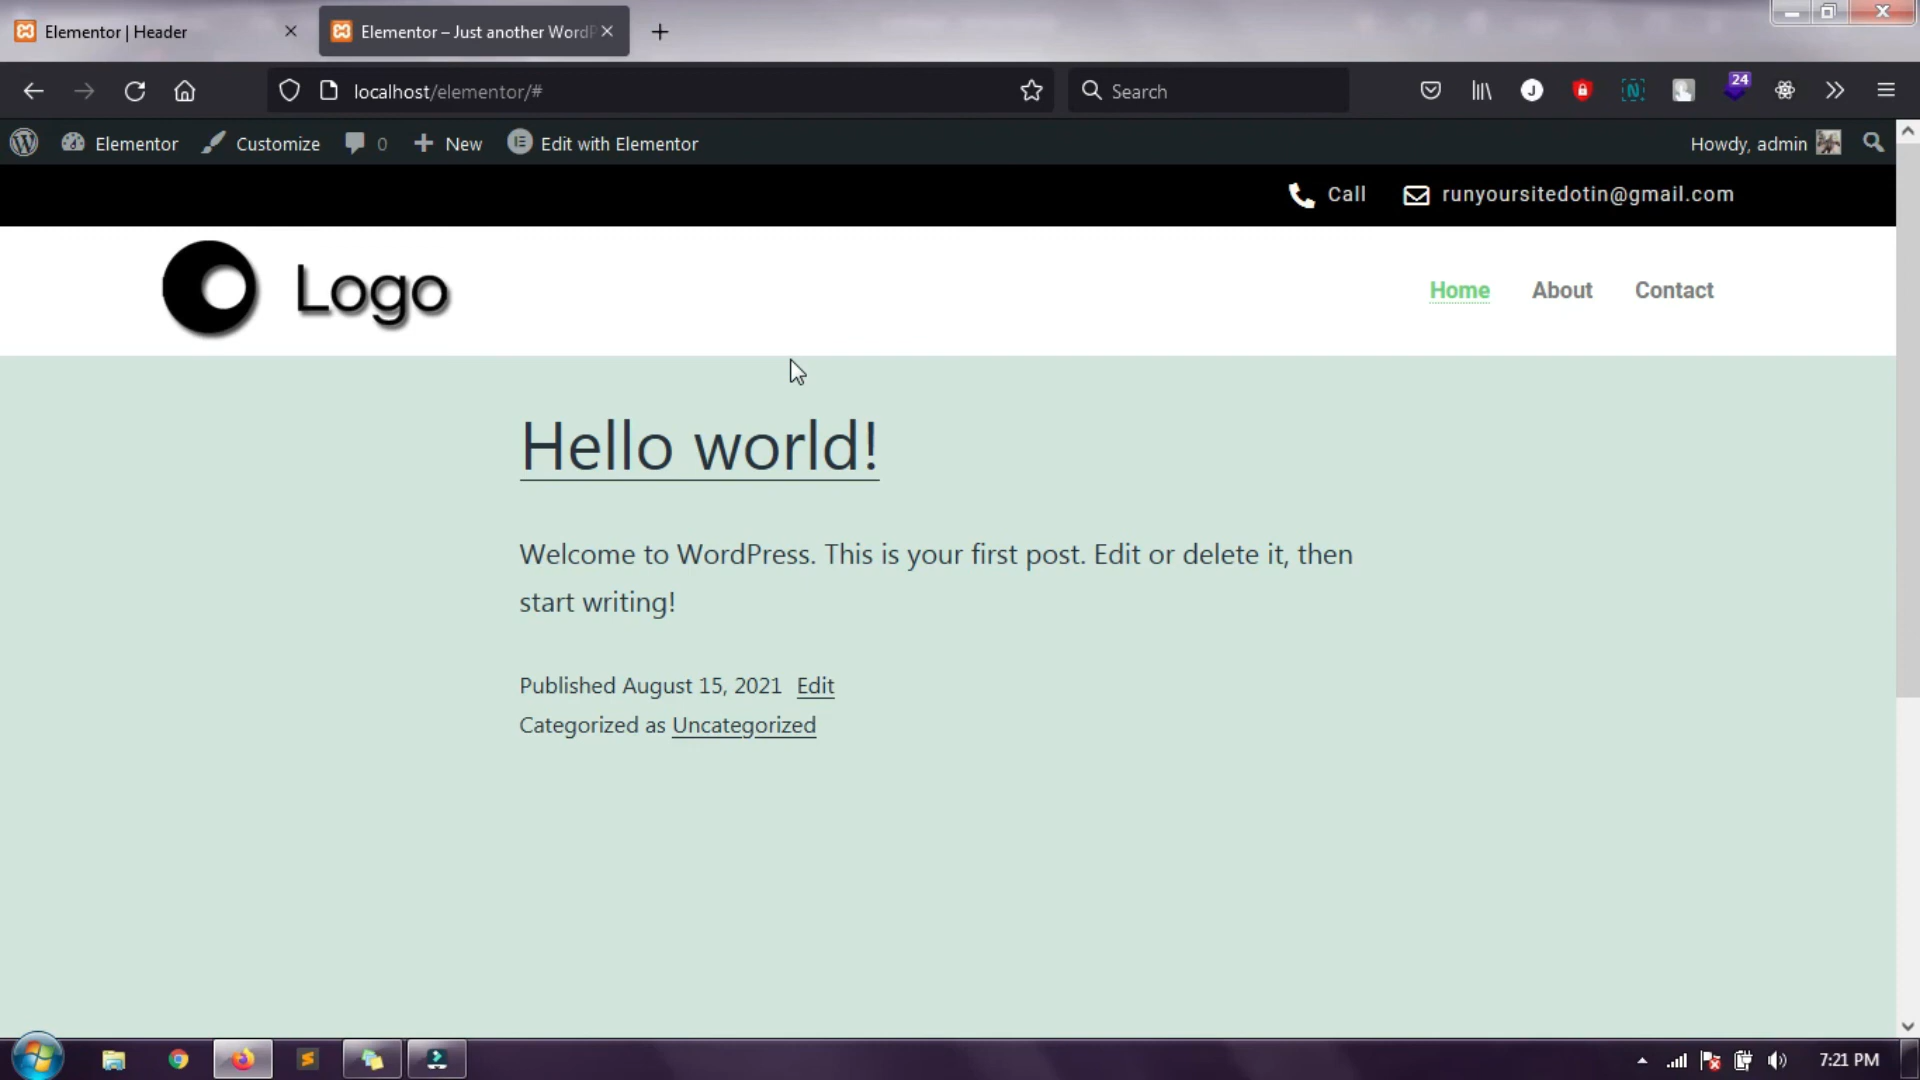 Elementor | Header
Elementor – Just another WordP
localhost/elementor/#
Search
24
Elementor
Customize
0
New
Edit with Elementor
Howdy, admin
Call
runyoursitedotin@gmail.com
Logo
Home
About
Contact
Hello world!
Welcome to WordPress. This is your first post. Edit or delete it, then
start writing!
Published August 15, 2021 Edit
Categorized as Uncategorized
7:21 PM